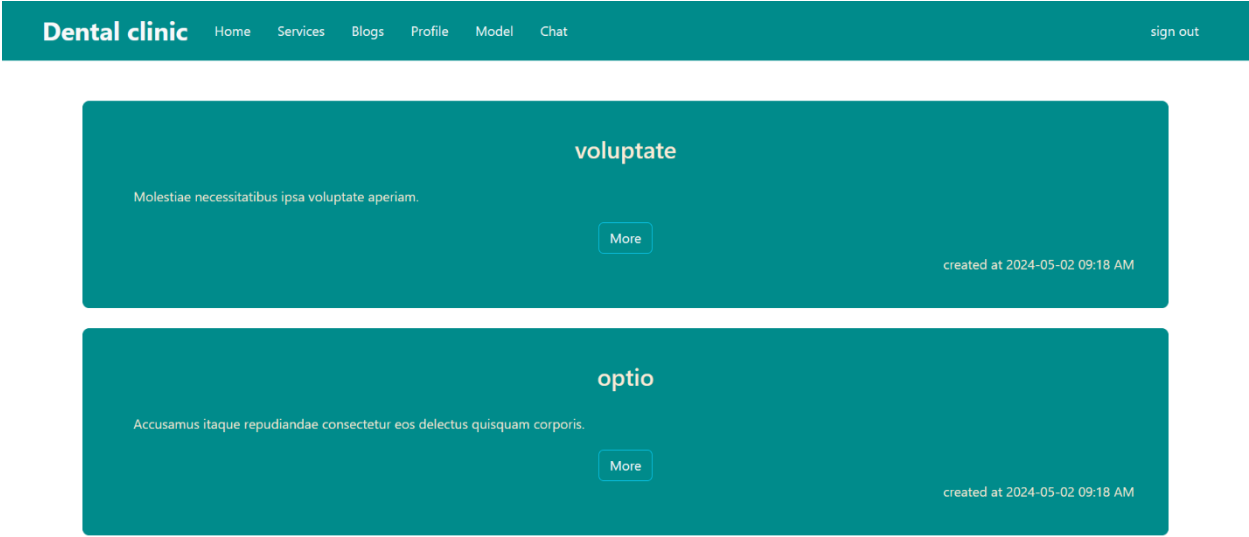 Dental clinic Home Services Blogs Profile Model Chat sign out
voluptate
Molestiae necessitatibus ipsa voluptate aperiam.
More
created at 2024-05-02 09:18 AM
optio
Accusamus itaque repudiandae consectetur eos delectus quisquam corporis.
More
created at 2024-05-02 09:18 AM